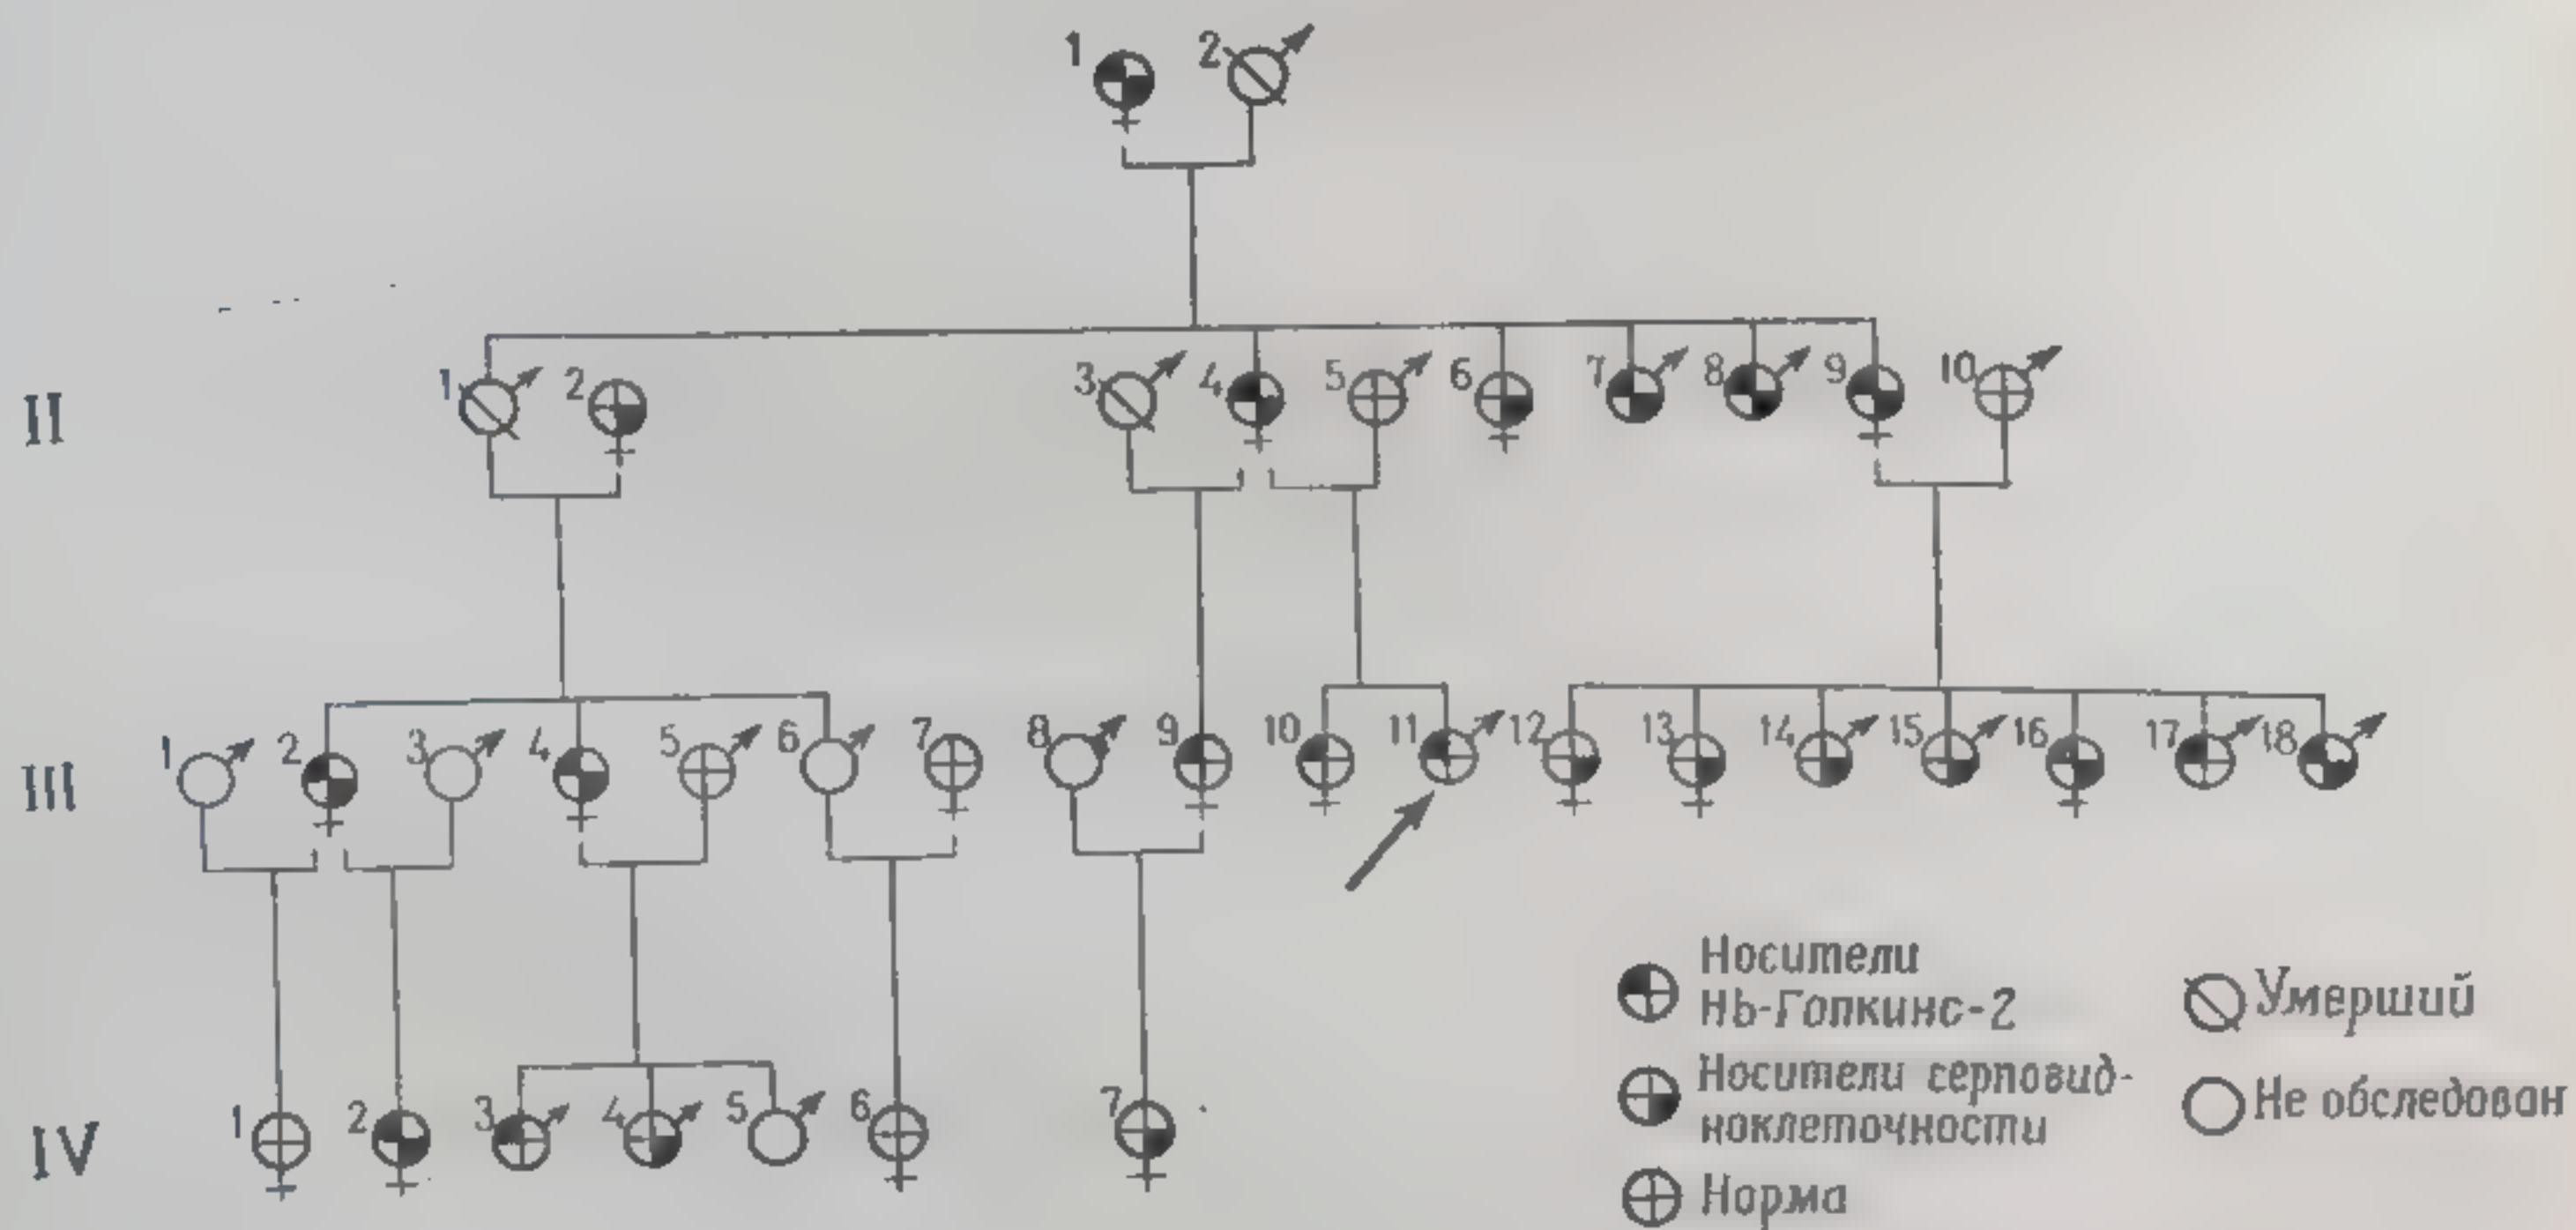 1 2
II 1 2 3 4 5 6 7 8 9 10
III 1 2 3 4 5 6 7 8 9 10 11 12 13 14 15 16 17 18
IV 1 2 3 4 5 6 7
Носители
Hb-Гопкинс-2
Носители серповид-
ноклеточности
Норма
Умерший
Не обследован